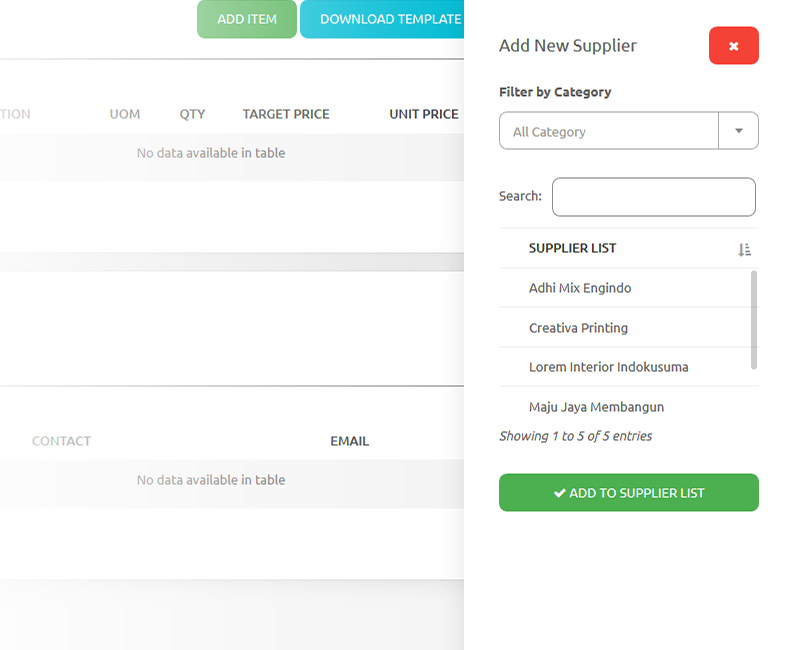 ADD ITEM
DOWNLOAD TEMPLATE
TION
UOM
QTY
TARGET PRICE
UNIT PRICE
No data available in table
CONTACT
EMAIL
No data available in table
Add New Supplier
Filter by Category
All Category
Search:
SUPPLIER LIST
Adhi Mix Engindo
Creativa Printing
Lorem Interior Indokusuma
Maju Jaya Membangun
Showing 1 to 5 of 5 entries
ADD TO SUPPLIER LIST